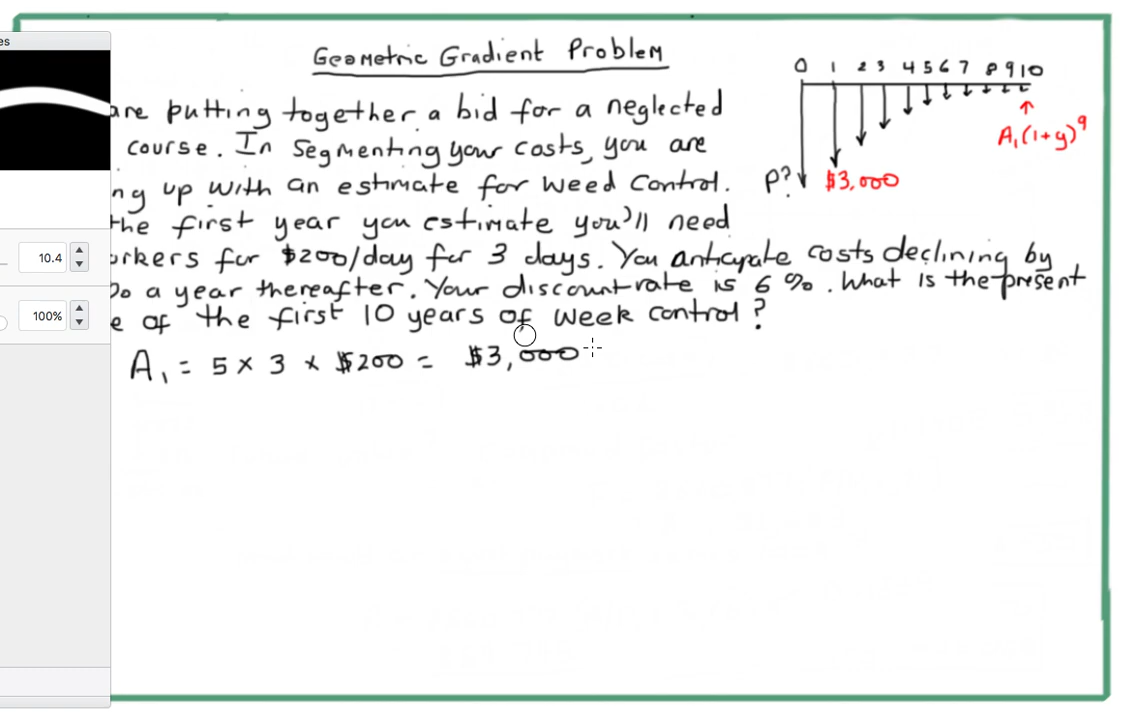 es
10.4
100%
Geometric Gradient Problem
are putting together a bid for a neglected
course. In Segmenting your costs, you are
ng up with an estimate for weed control.
the first year you estimate you'll need
orkers for $200/day for 3 days. You anticipate costs declining by
% a year thereafter. Your discount rate is 6%. What is the present
e of the first 10 years of week control?
A₁ = 5 × 3 × $200 = $3,000
0 1 2 3 4 5 6 7 8 9 10
A₁(1+g)⁹
P? $3,000